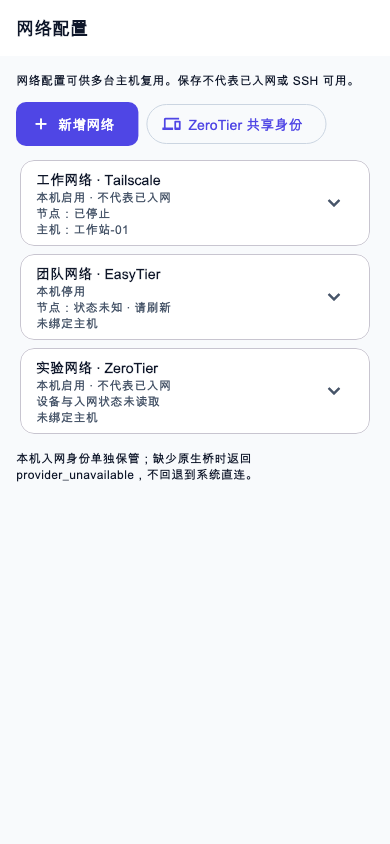 网络配置
网络配置可供多台主机复用。保存不代表已入网或 SSH 可用。
新增网络
ZeroTier 共享身份
工作网络 · Tailscale
本机启用 · 不代表已入网
节点：已停止
主机：工作站-01
团队网络 · EasyTier
本机停用
节点：状态未知 · 请刷新
未绑定主机
实验网络 · ZeroTier
本机启用 · 不代表已入网
设备与入网状态未读取
未绑定主机
本机入网身份单独保管；缺少原生桥时返回
provider_unavailable，不回退到系统直连。